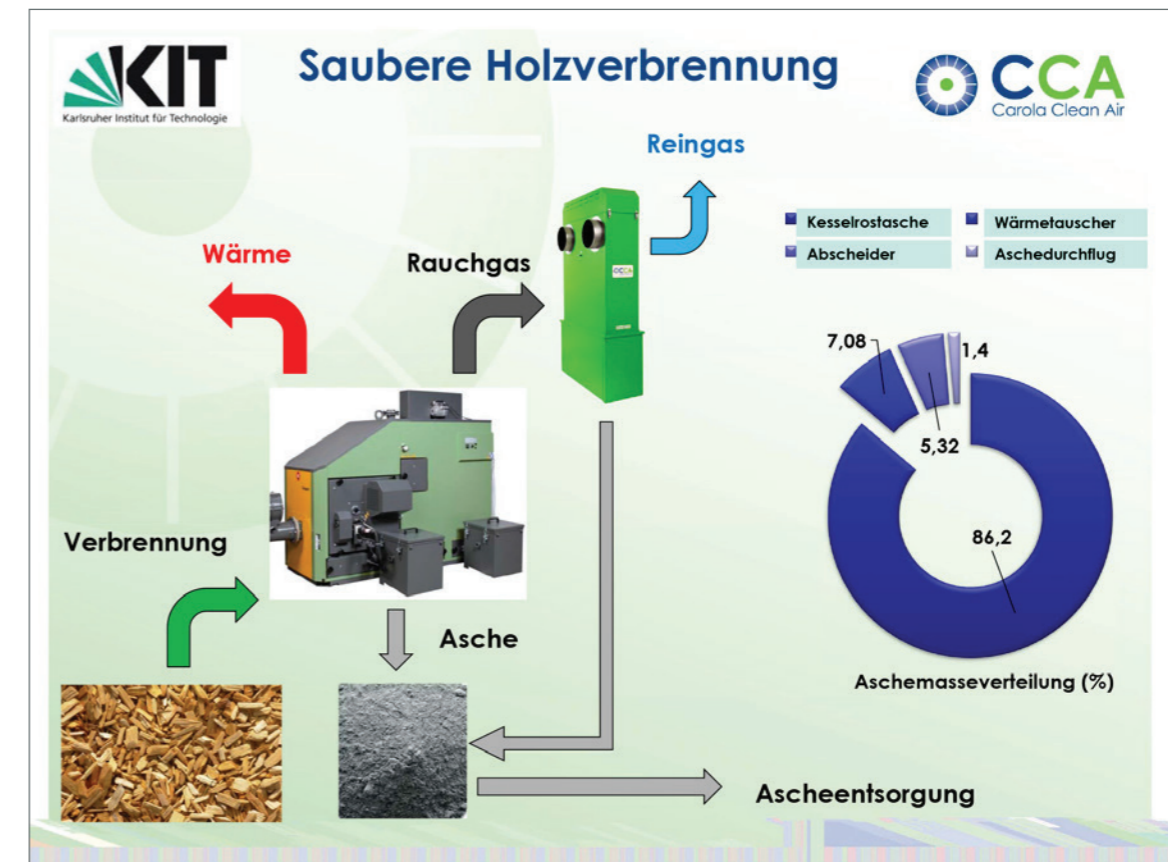 KIT
Karlsruher Institut für Technologie
Saubere Holzverbrennung
CCA
Carola Clean Air
Reingas
Wärme
Rauchgas
CCA
Kesselrostasche
Wärmetauscher
Abscheider
Aschedurchflug
7,08
1,4
5,32
86,2
Verbrennung
Asche
Aschemasseverteilung (%)
Ascheentsorgung